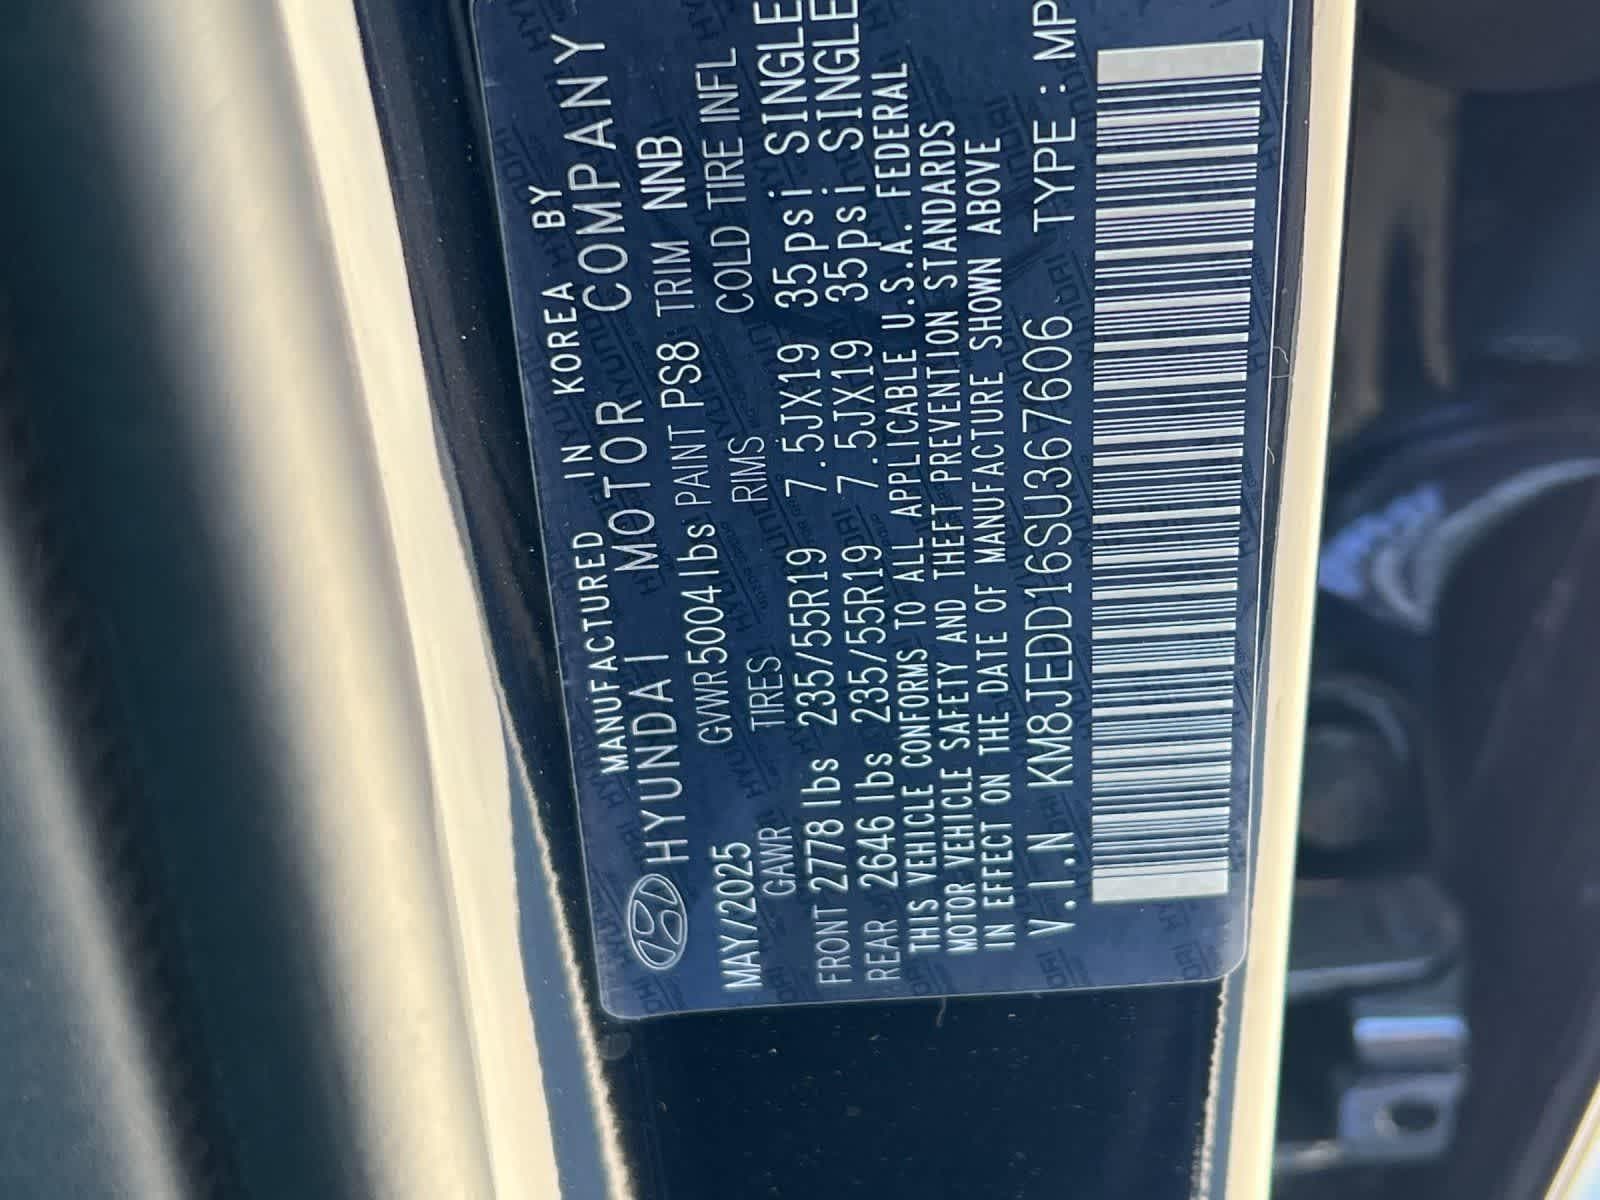 MANUFACTURED IN KOREA BY
HYUNDAI MOTOR COMPANY
MAY/2025 GVWR5004lbs PAINT PS8 TRIM NNB
GAWR TIRES RIMS COLD TIRE INFL
FRONT 2778 lbs 235/55R19 7.5JX19 35psi SINGLE
REAR 2646 lbs 235/55R19 7.5JX19 35psi SINGLE
THIS VEHICLE CONFORMS TO ALL APPLICABLE U.S.A. FEDERAL
MOTOR VEHICLE SAFETY AND THEFT PREVENTION STANDARDS
IN EFFECT ON THE DATE OF MANUFACTURE SHOWN ABOVE
V.I.N KM8JEDD16SU367606 TYPE : MP